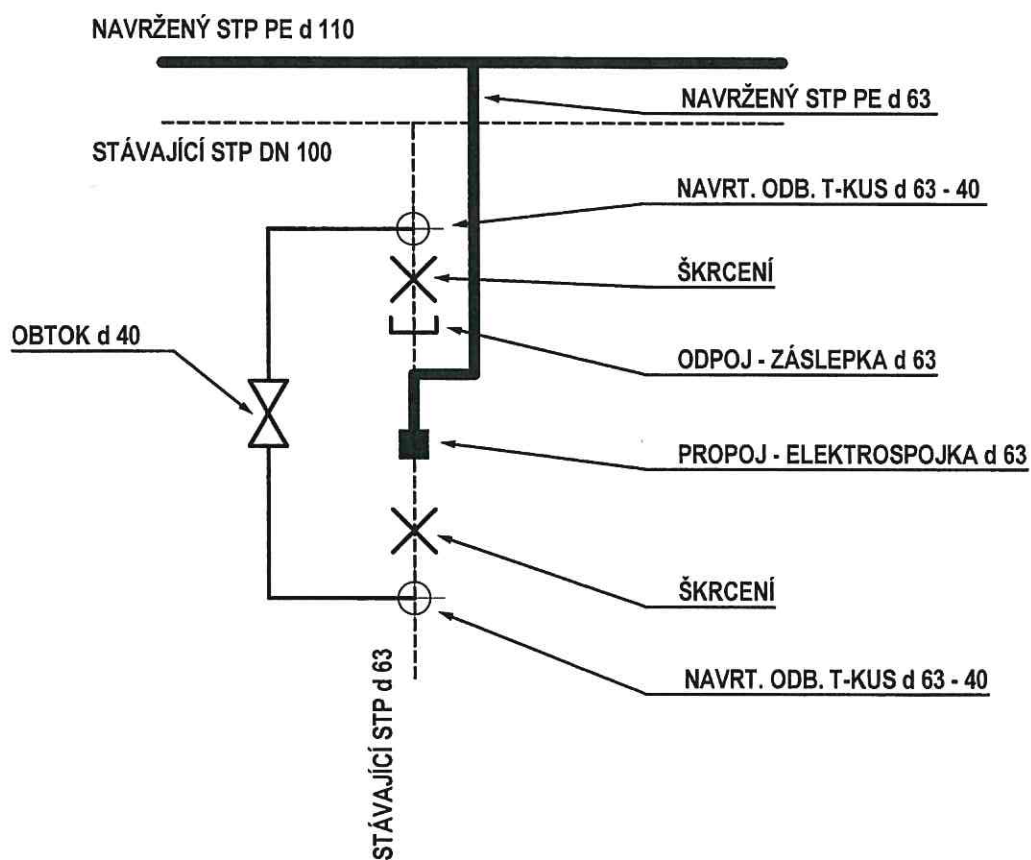 NAVRŽENÝ STP PE d 110
NAVRŽENÝ STP PE d 63
STÁVAJÍCÍ STP DN 100
NAVRT. ODB. T-KUS d 63 - 40
ŠKRCENÍ
OBTOK d 40
ODPOJ - ZÁSLEPKA d 63
PROPOJ - ELEKTROSPOJKA d 63
ŠKRCENÍ
NAVRT. ODB. T-KUS d 63 - 40
STÁVAJÍCÍ STP d 63